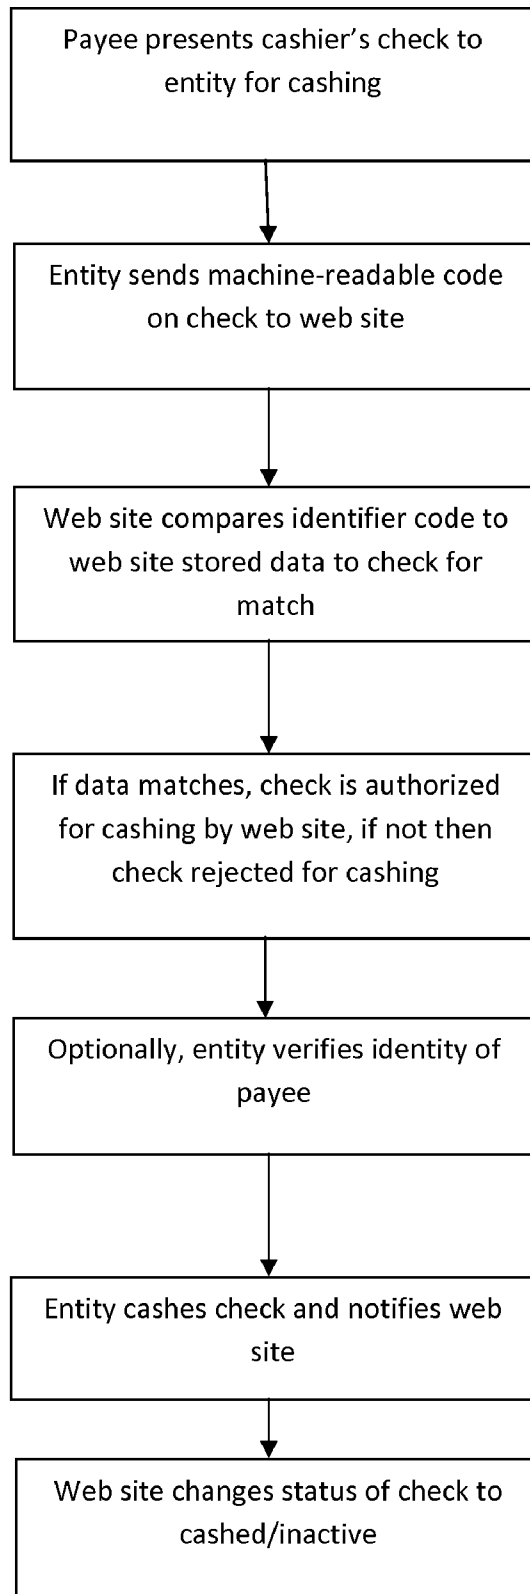 Payee presents cashier’s check to
entity for cashing
Entity sends machine-readable code
on check to web site
Web site compares identifier code to
web site stored data to check for
match
If data matches, check is authorized
for cashing by web site, if not then
check rejected for cashing
Optionally, entity verifies identity of
payee
Entity cashes check and notifies web
site
Web site changes status of check to
cashed/inactive